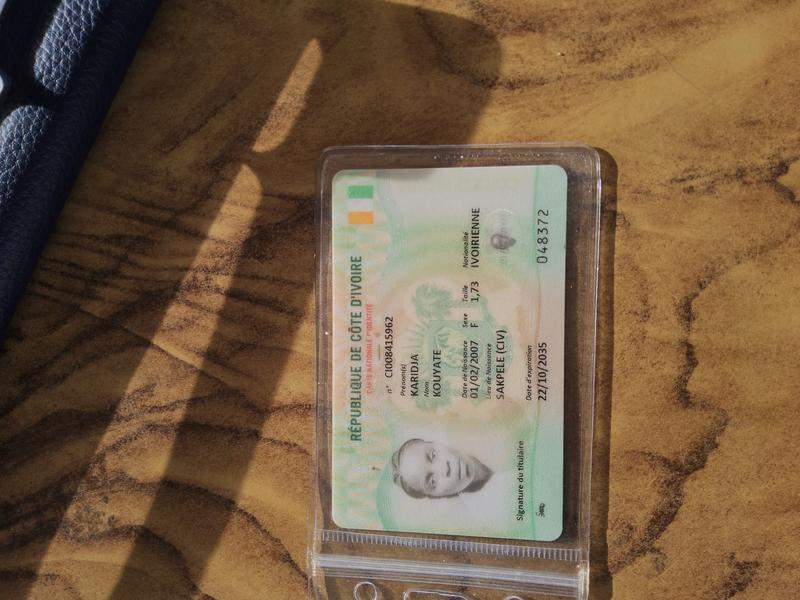 RÉPUBLIQUE DE CÔTE D'IVOIRE
CARTE NATIONALE D'IDENTITÉ
n° CI008415962
Prénom(s)
KARIDJA
Nom
KOUYATE
Date de Naissance Sexe Taille Nationalité
01/02/2007 F 1,73 IVOIRIENNE
Lieu de Naissance
SAKPELE (CIV)
Signature du titulaire
Date d'expiration
22/10/2035
048372